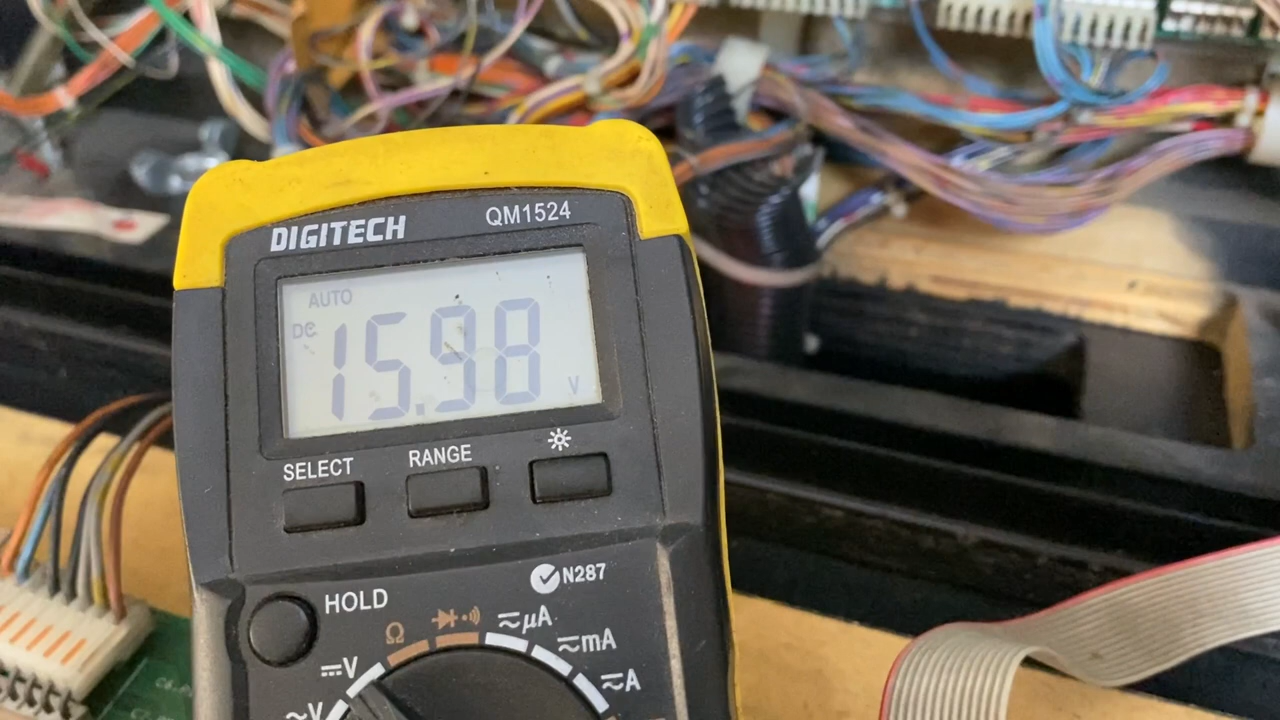 DIGITECH QM1524
AUTO
DC 15.98 V
SELECT RANGE
HOLD
N287
Ω
⎓V
~V
≂µA
≂mA
≂A